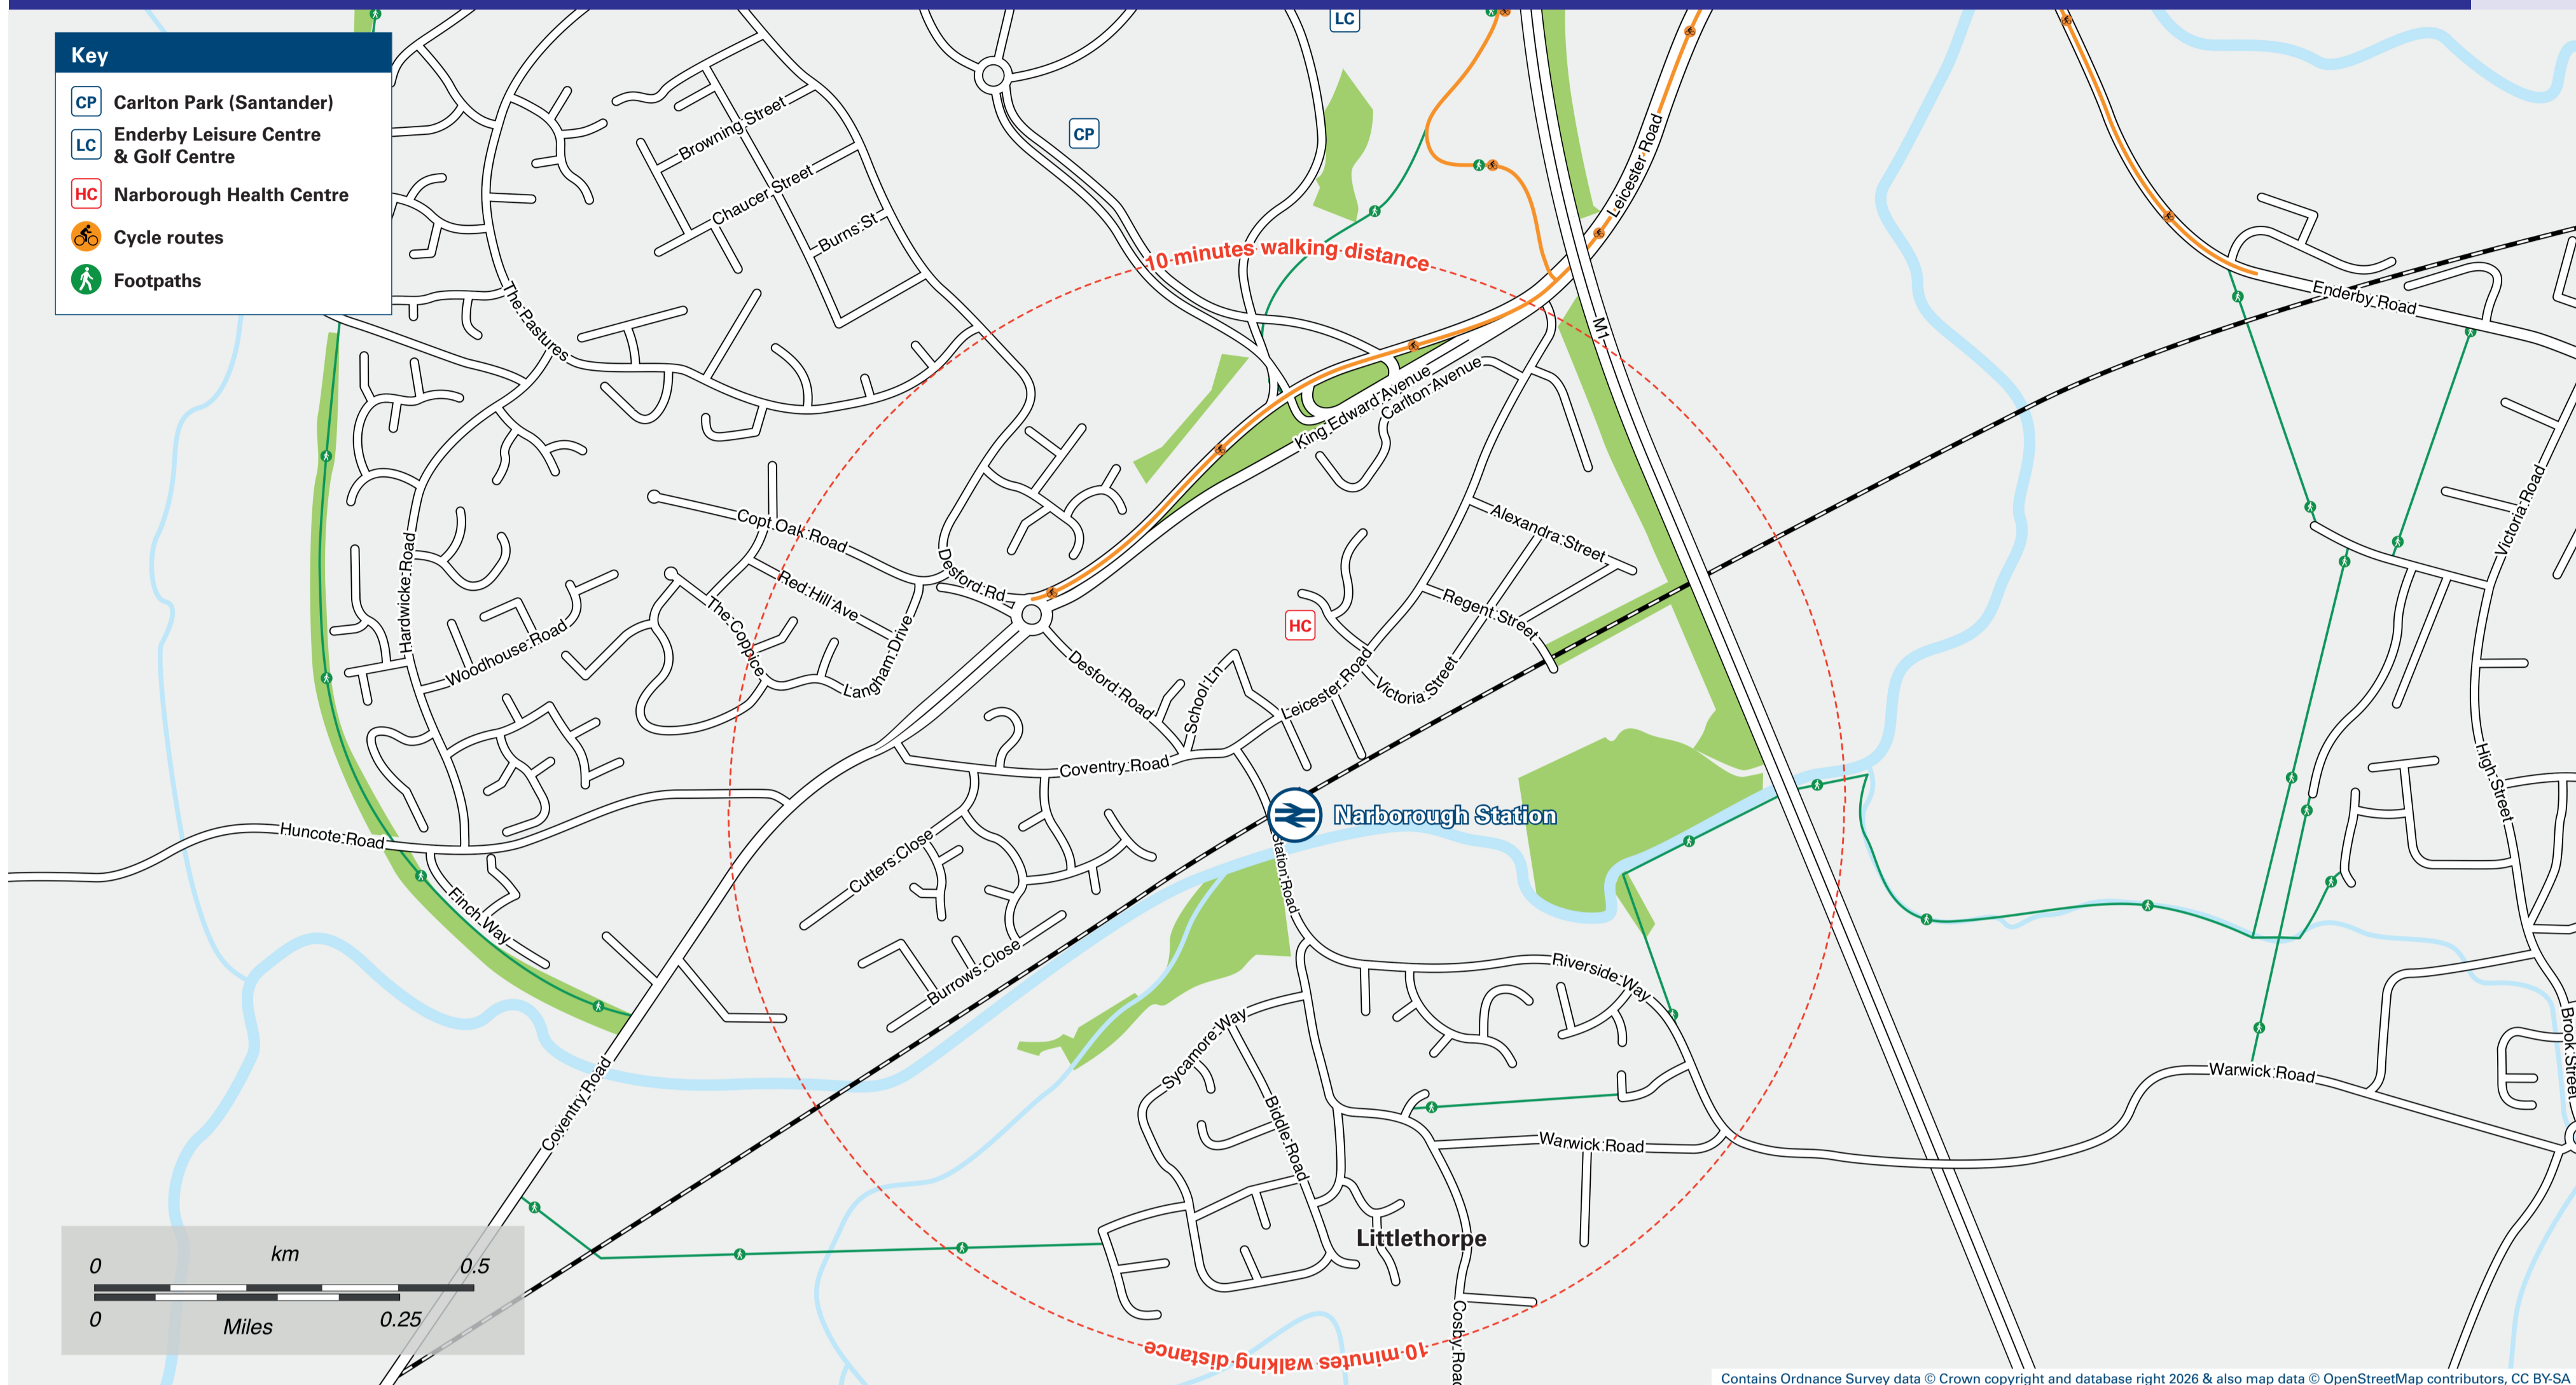 Key
CP Carlton Park (Santander)
LC Enderby Leisure Centre
& Golf Centre
HC Narborough Health Centre
Cycle routes
Footpaths
LC
CP
Browning Street
Chaucer Street
Burns St
The Pastures
Leicester Road
10 minutes walking distance
M1
Enderby Road
King Edward Avenue
Carlton Avenue
Copt Oak Road
Desford Rd
Red Hill Ave
The Coppice
Langham Drive
Hardwicke Road
Woodhouse Road
Alexandra Street
Regent Street
HC
Victoria Street
Leicester Road
School Ln
Desford Road
Coventry Road
Victoria Road
High Street
Narborough Station
Station Road
Huncote Road
Finch Way
Cutters Close
Burrows Close
Riverside Way
Sycamore Way
Biddle Road
Coventry Road
Warwick Road
Warwick Road
Brook Street
Littlethorpe
Cosby Road
10 minutes walking distance
km
0 0.5
0 0.25
Miles
Contains Ordnance Survey data © Crown copyright and database right 2026 & also map data © OpenStreetMap contributors, CC BY-SA